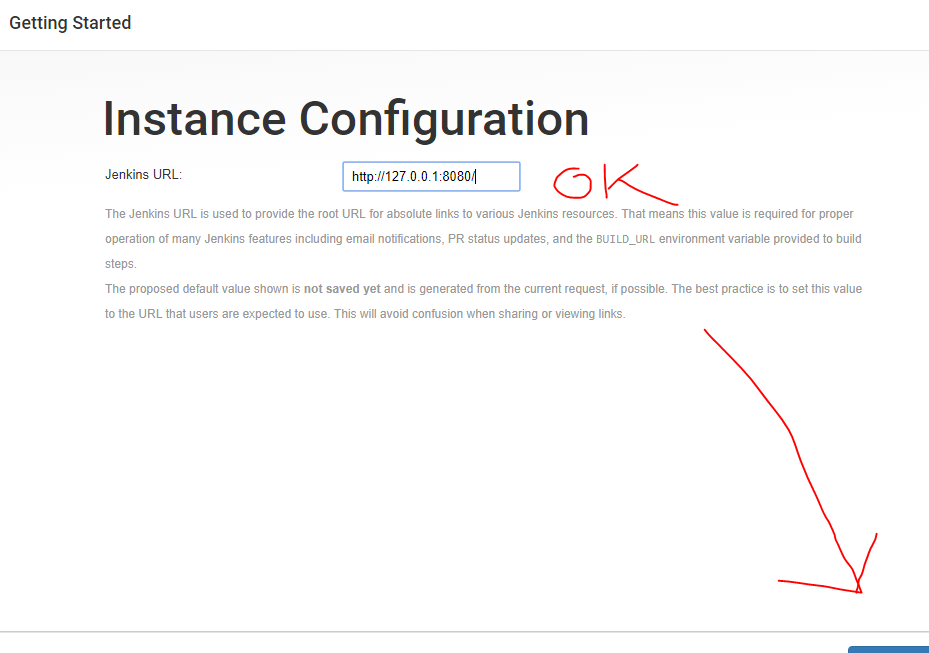 Getting Started
Instance Configuration
Jenkins URL: http://127.0.0.1:8080/ OK
The Jenkins URL is used to provide the root URL for absolute links to various Jenkins resources. That means this value is required for proper
operation of many Jenkins features including email notifications, PR status updates, and the BUILD_URL environment variable provided to build
steps.
The proposed default value shown is not saved yet and is generated from the current request, if possible. The best practice is to set this value
to the URL that users are expected to use. This will avoid confusion when sharing or viewing links.